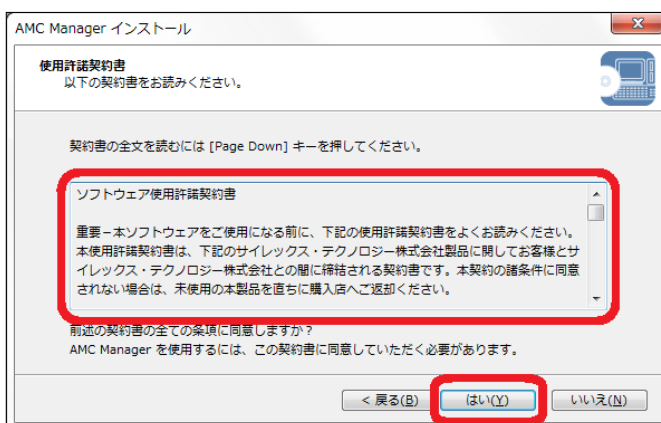 AMC Manager インストール
使用許諾契約書
以下の契約書をお読みください。
契約書の全文を読むには [Page Down] キーを押してください。
ソフトウェア使用許諾契約書
重要－本ソフトウェアをご使用になる前に、下記の使用許諾契約書をよくお読みください。
本使用許諾契約書は、下記のサイレックス・テクノロジー株式会社製品に関してお客様とサ
イレックス・テクノロジー株式会社との間に締結される契約書です。本契約の諸条件に同意
されない場合は、未使用の本製品を直ちに購入店へご返却ください。
前述の契約書の全ての条項に同意しますか？
AMC Manager を使用するには、この契約書に同意していただく必要があります。
< 戻る(B) はい(Y) いいえ(N)